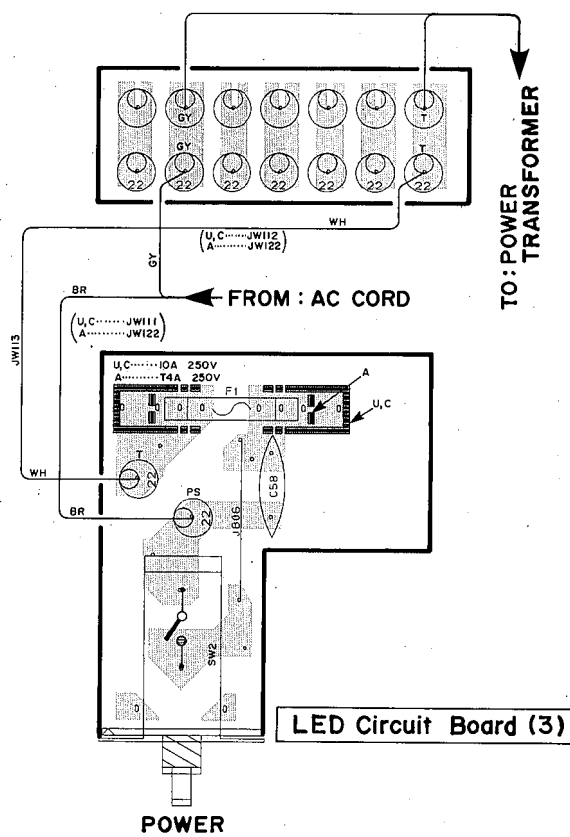 TO: POWER
TRANSFORMER
GY
T
GY
T
22
22
22
22
22
22
22
WH
(U,C······JW112
A·········JW122)
GY
BR
FROM : AC CORD
(U,C········JW111
A··········JW122)
JW113
U,C·······10A 250V
A··········T4A 250V
F1
A
U,C
T
22
WH
PS
22
BR
C58
J806
SW2
LED Circuit Board (3)
POWER